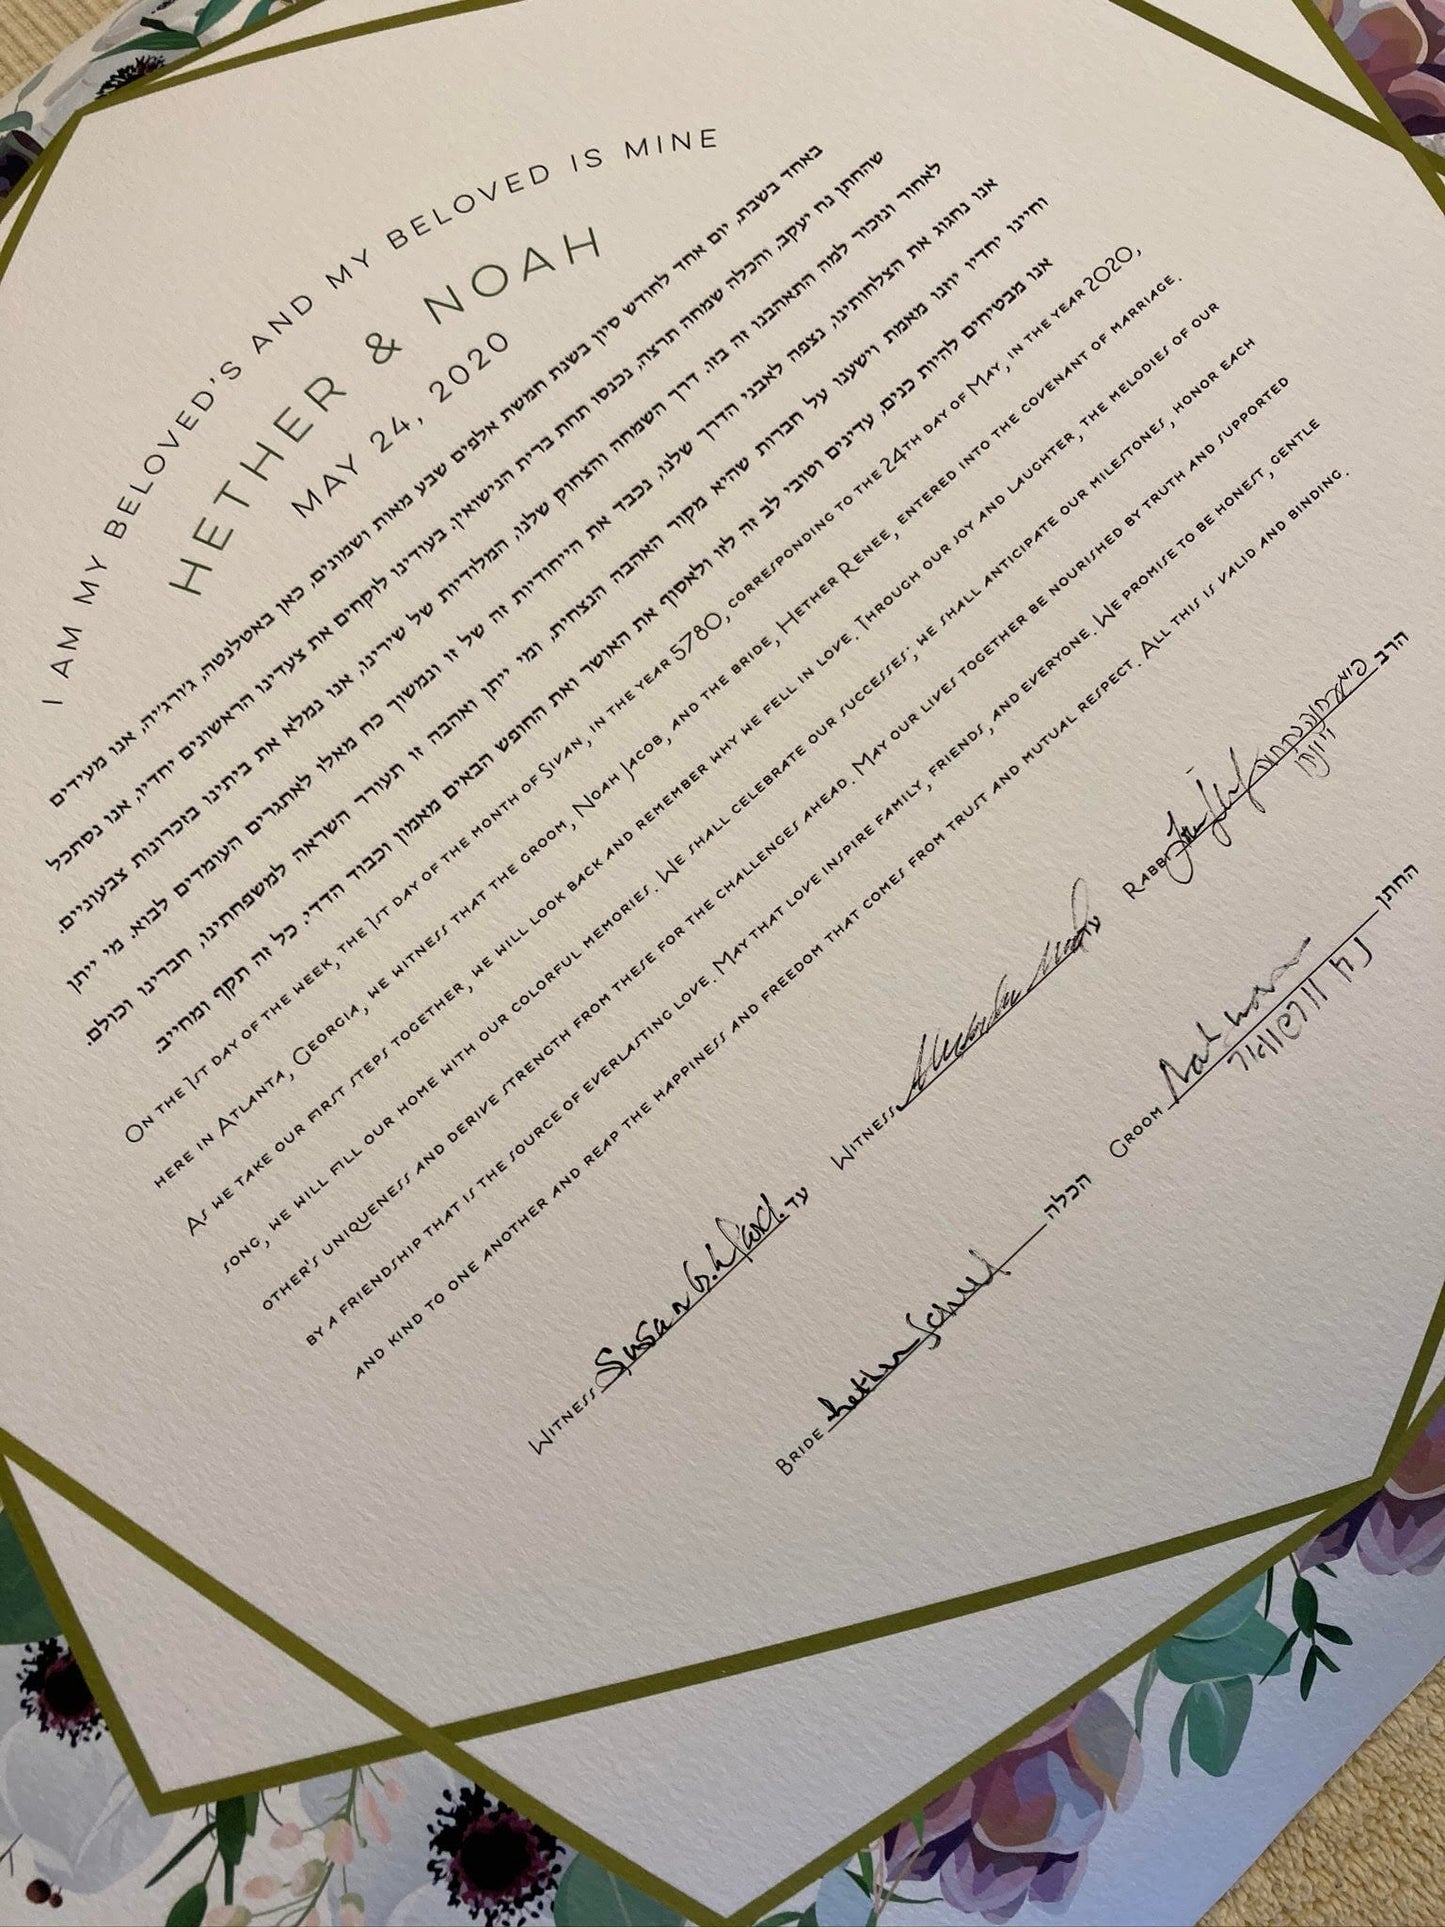 I AM MY BELOVED'S AND MY BELOVED IS MINE
HETHER & NOAH
MAY 24, 2020
באחד בשבת, יום אחד לחודש סיון בשנת חמשת אלפים שבע מאות ושמונים, כאן באטלנטה, ג'ורג'יה, אנו מעידים
שהחתן נח יעקב, והכלה שמחה תרצה, נכנסו תחת ברית הנישואין. בעודינו לוקחים את צעדינו הראשונים יחדיו, אנו נסתכל
לאחור ונזכור למה התאהבנו זה בזו. דרך השמחה והצחוק שלנו, המלודיות של שירינו, אנו נמלא את ביתינו בזכרונות צבעוניים.
אנו נחגוג את הצלחותינו, נצפה לאבני הדרך שלנו, נכבד את הייחודיות זה של זו ונמשוך כח מאלו לאתגרים העומדים לבוא. מי ייתן
וחיינו יחדיו יוזנו מאמת וישענו על חברות שהיא מקור האהבה הנצחית, ומי ייתן ואהבה זו תעורר השראה למשפחתינו, חברינו וכולם.
אנו מבטיחים להיות כנים, עדינים וטובי לב זה לזו ולאסוף את האושר ואת החופש הבאים מאמון וכבוד הדדי. כל זה תקף ומחייב.
On the 1st day of the week, the 1st day of the month of Sivan, in the year 5780, corresponding to the 24th day of May, in the year 2020,
here in Atlanta, Georgia, we witness that the groom, Noah Jacob, and the bride, Hether Renee, entered into the covenant of marriage.
As we take our first steps together, we will look back and remember why we fell in love. Through our joy and laughter, the melodies of our
song, we will fill our home with our colorful memories. We shall celebrate our successes; we shall anticipate our milestones, honor each
other's uniqueness and derive strength from these for the challenges ahead. May our lives together be nourished by truth and supported
by a friendship that is the source of everlasting love. May that love inspire family, friends, and everyone. We promise to be honest, gentle
and kind to one another and reap the happiness and freedom that comes from trust and mutual respect. All this is valid and binding.
Witness Susan עד Witness עד Rabbi הרב
Bride hether הכלה Groom Noah החתן
נח